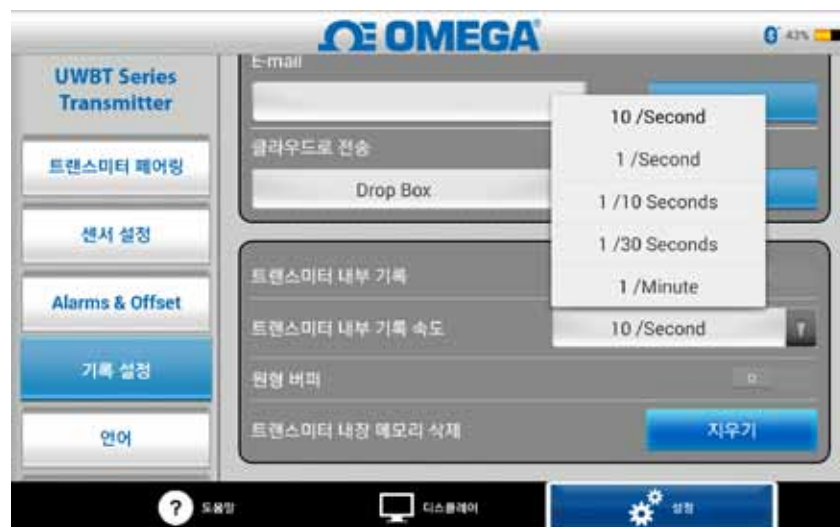 OMEGA
43%
UWBT Series
Transmitter
트랜스미터 페어링
센서 설정
Alarms & Offset
기록 설정
언어
E-mail
클라우드로 전송
Drop Box
10 /Second
1 /Second
1 /10 Seconds
1 /30 Seconds
1 /Minute
트랜스미터 내부 기록
트랜스미터 내부 기록 속도
10 /Second
원형 버퍼
트랜스미터 내장 메모리 삭제
지우기
? 도움말
디스플레이
설정